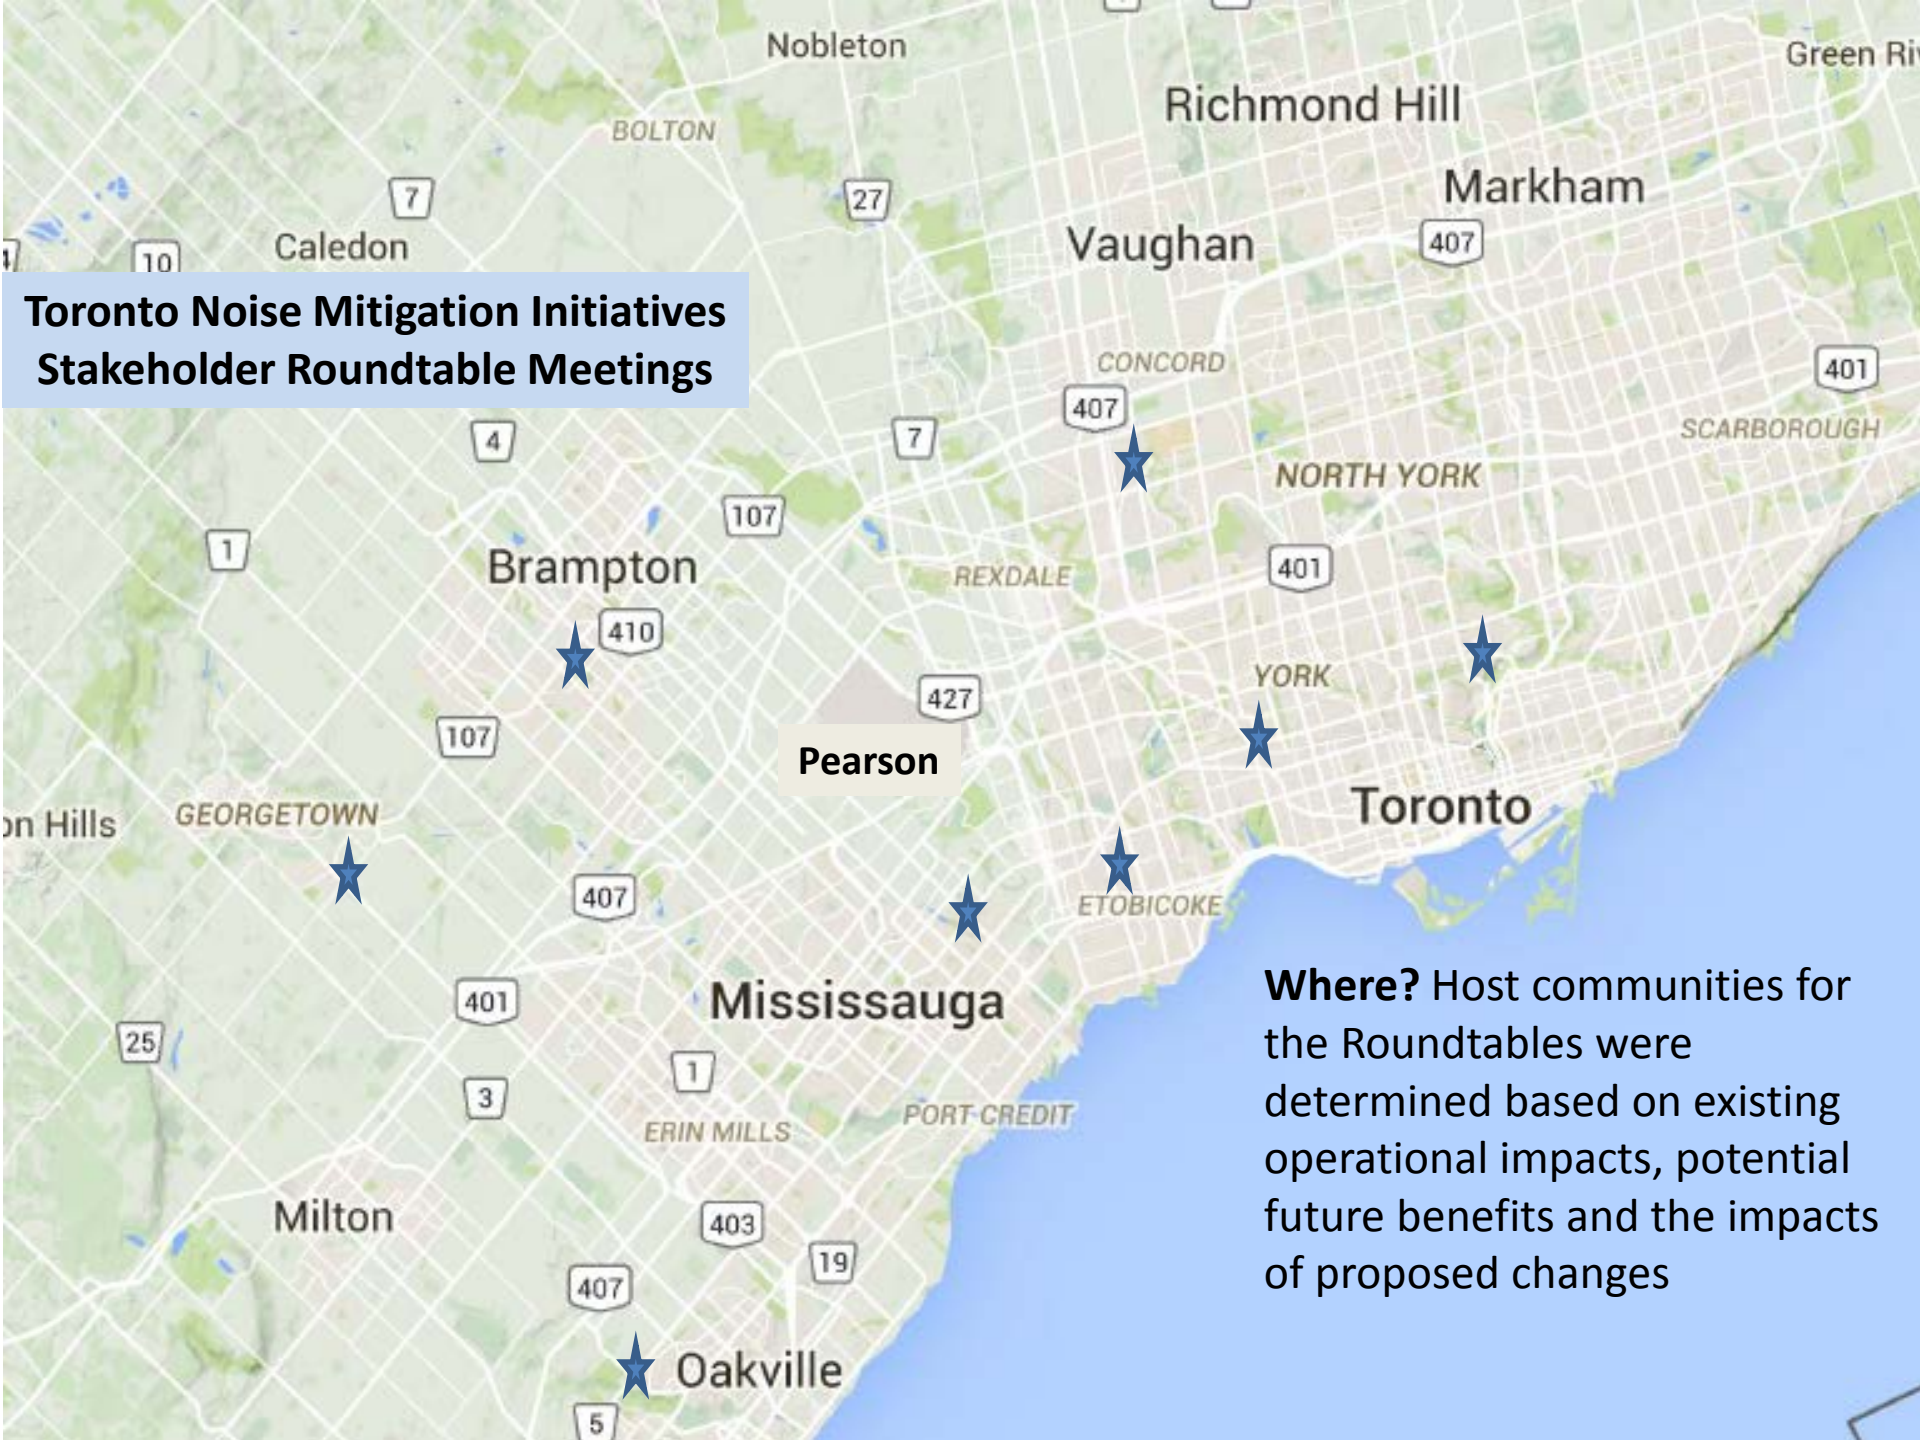 Nobleton
Green Ri
Richmond Hill
BOLTON
Markham
7
27
Vaughan
407
Caledon
10
Toronto Noise Mitigation Initiatives
Stakeholder Roundtable Meetings
CONCORD
401
407
SCARBOROUGH
4
7
NORTH YORK
107
1
Brampton
REXDALE
401
410
YORK
427
107
Pearson
Toronto
on Hills
GEORGETOWN
407
ETOBICOKE
401
Mississauga
Where? Host communities for
the Roundtables were
determined based on existing
operational impacts, potential
future benefits and the impacts
of proposed changes
25
1
3
PORT CREDIT
ERIN MILLS
Milton
403
19
407
Oakville
5